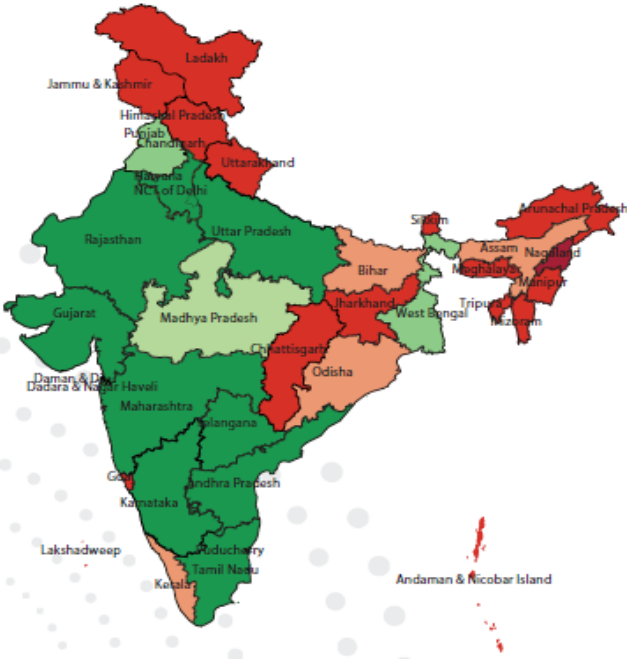 Ladakh
Jammu & Kashmir
Himachal Pradesh
Punjab
Chandigarh
Uttarakhand
Haryana
NCT of Delhi
Rajasthan
Uttar Pradesh
Sikkim
Arunachal Pradesh
Assam
Nagaland
Bihar
Meghalaya
Manipur
Jharkhand
Tripura
Mizoram
Gujarat
Madhya Pradesh
West Bengal
Chhattisgarh
Odisha
Daman & Diu
Dadara & Nagar Haveli
Maharashtra
Telangana
Goa
Andhra Pradesh
Karnataka
Lakshadweep
Puducherry
Tamil Nadu
Kerala
Andaman & Nicobar Island